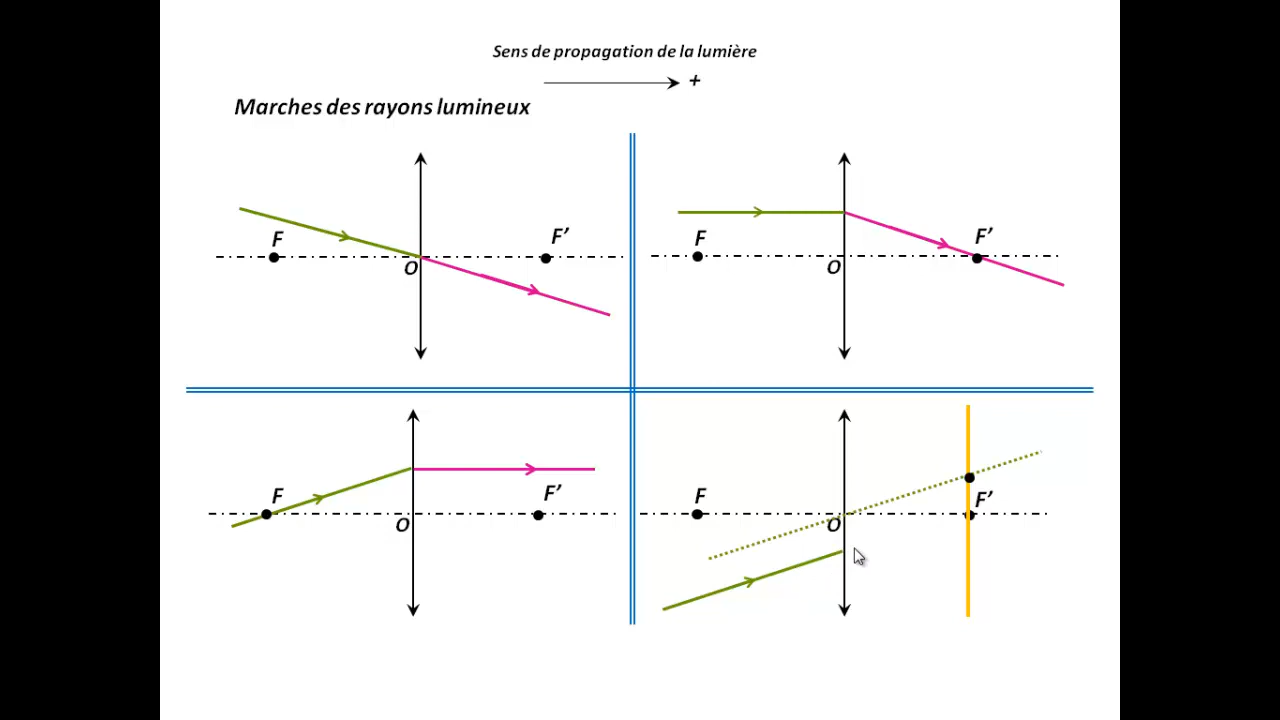 Sens de propagation de la lumière
+
Marches des rayons lumineux
F
O
F’
F
O
F’
F
O
F’
F
O
F’